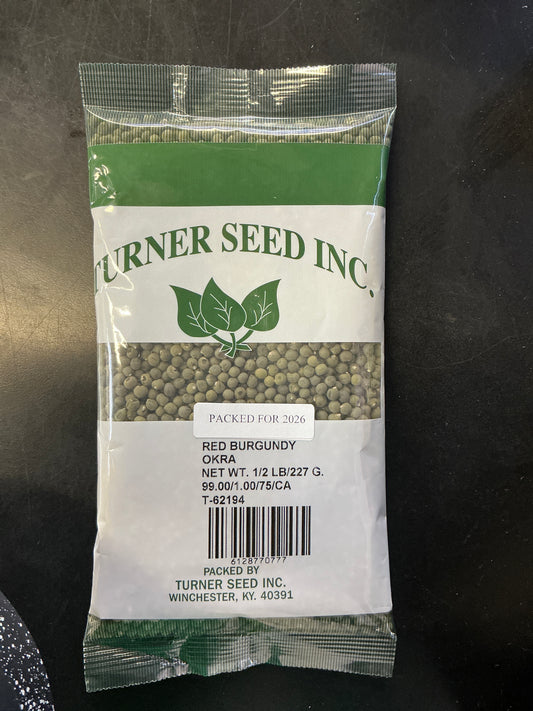 TURNER SEED INC.
PACKED FOR 2026
RED BURGUNDY
OKRA
NET WT. 1/2 LB/227 G.
99.00/1.00/75/CA
T-62194
6128770777
PACKED BY
TURNER SEED INC.
WINCHESTER, KY. 40391